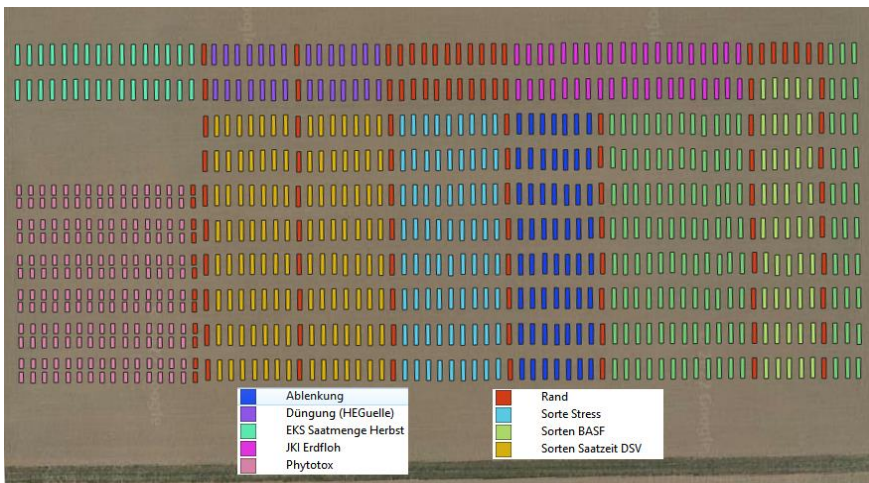 Ablenkung
Düngung (HEGuelle)
EKS Saatmenge Herbst
JKI Erdfloh
Phytotox
Rand
Sorte Stress
Sorten BASF
Sorten Saatzeit DSV